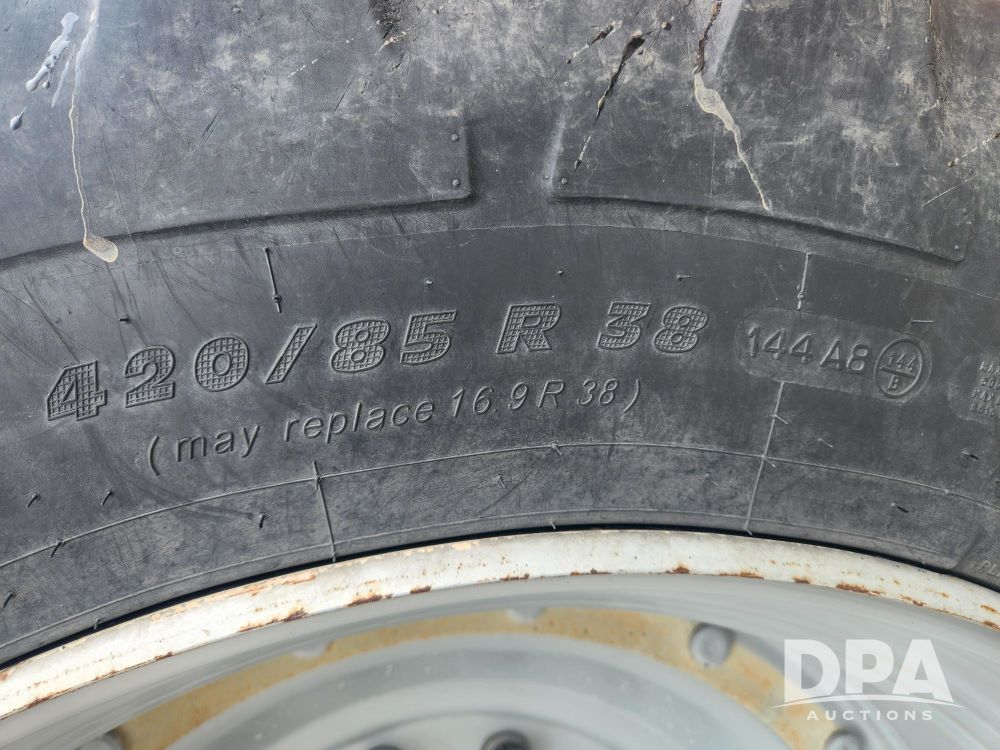 420/85 R 38
144 A8 144 B
(may replace 16.9 R 38)
DPA
AUCTIONS